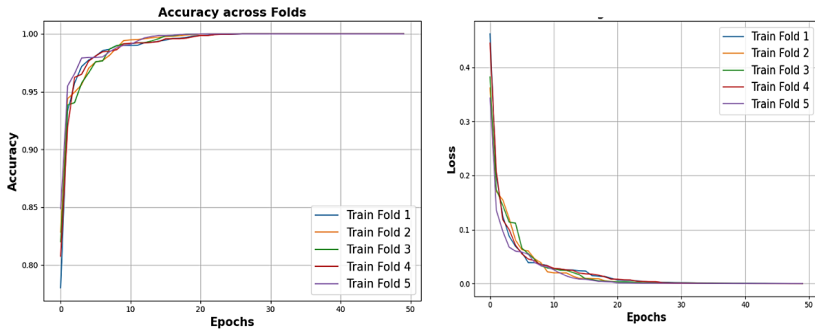 Accuracy across Folds
Accuracy
1.00
0.95
0.90
0.85
0.80
0
10
20
30
40
50
Epochs
Train Fold 1
Train Fold 2
Train Fold 3
Train Fold 4
Train Fold 5
Loss
0.4
0.3
0.2
0.1
0.0
0
10
20
30
40
50
Epochs
Train Fold 1
Train Fold 2
Train Fold 3
Train Fold 4
Train Fold 5